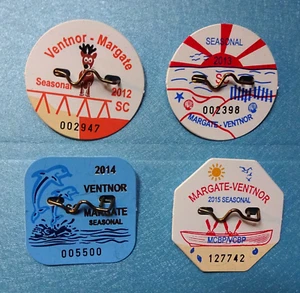 Ventnor - Margate
Seasonal
2012
SC
002947
SEASONAL
2013
002398
MARGATE - VENTNOR
2014
VENTNOR
MARGATE
SEASONAL
005500
MARGATE-VENTNOR
2015 SEASONAL
MCBP/VCBP
127742